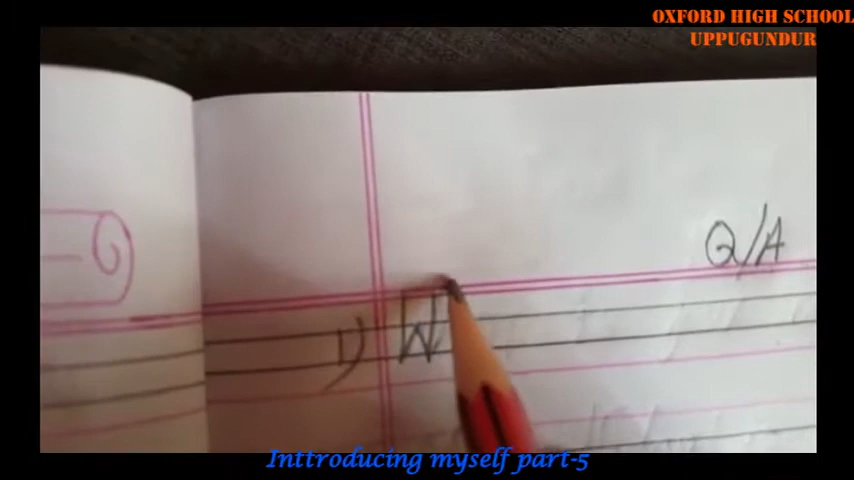 OXFORD HIGH SCHOOL
UPPUGUNDUR
Q/A
1) W
Inttroducing myself part-5